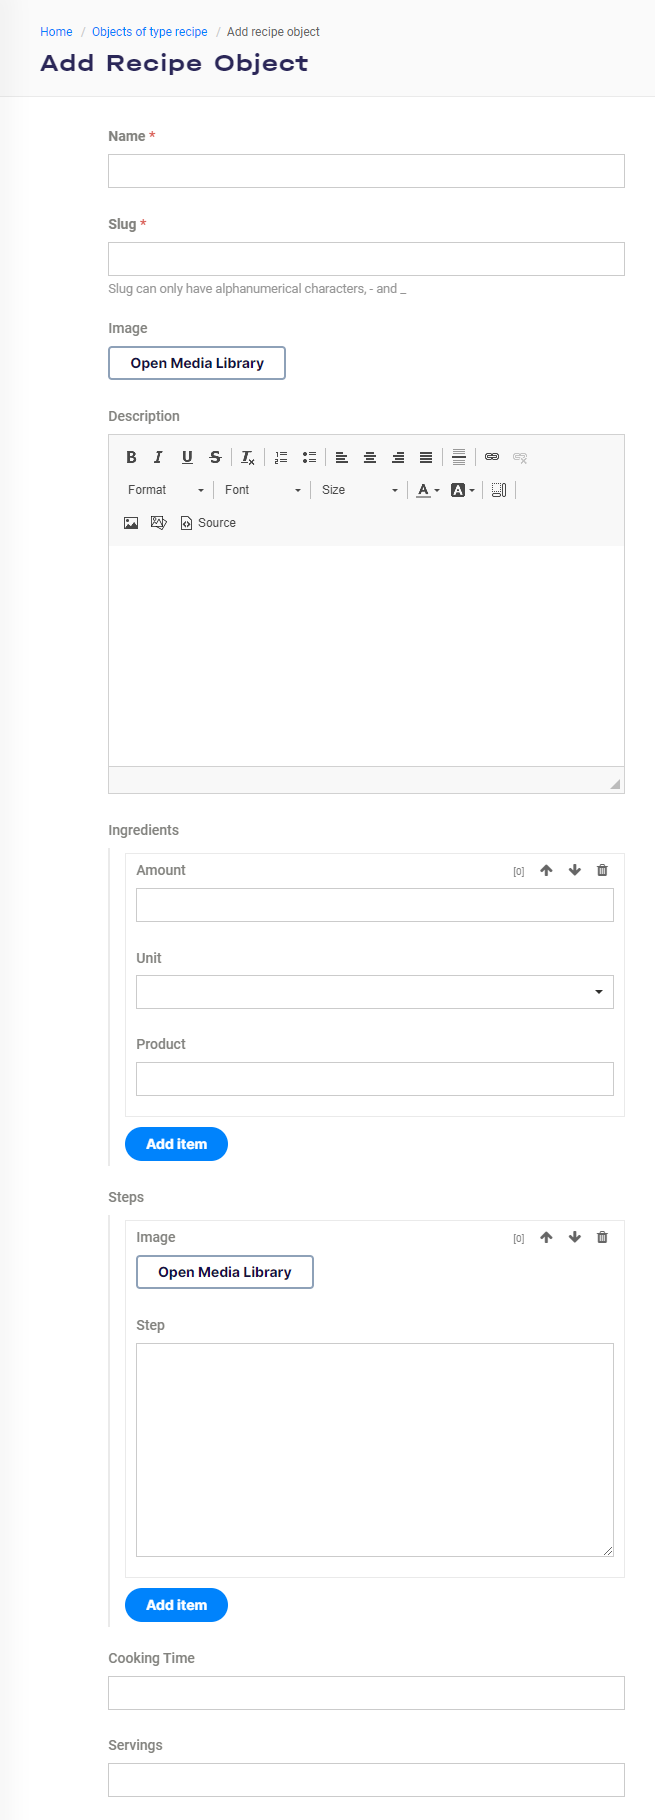 Home / Objects of type recipe / Add recipe object
Add Recipe Object
Name *
Slug *
Slug can only have alphanumerical characters, - and _
Image
Open Media Library
Description
B I U S Tx
Format Font Size A A
Source
Ingredients
Amount [0]
Unit
Product
Add item
Steps
Image [0]
Open Media Library
Step
Add item
Cooking Time
Servings